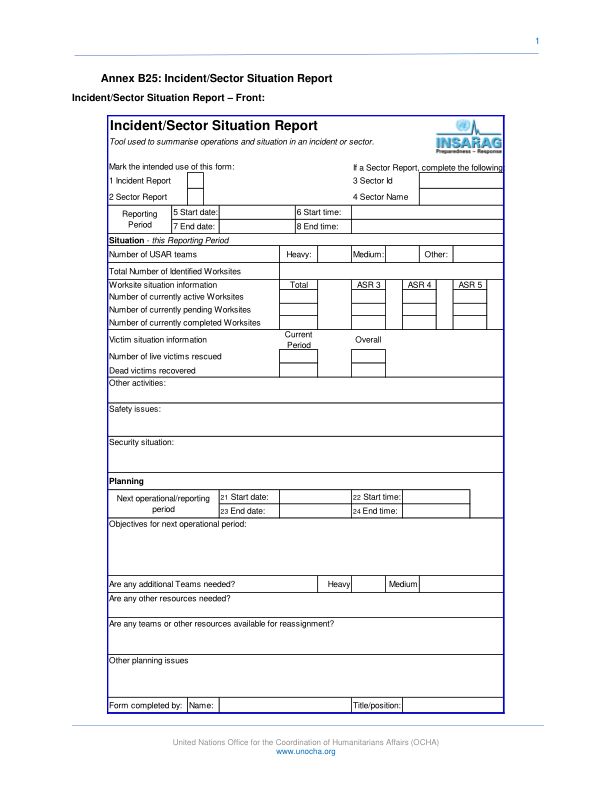 1
Annex B25: Incident/Sector Situation Report
Incident/Sector Situation Report – Front:
Incident/Sector Situation Report
Tool used to summarise operations and situation in an incident or sector.
INSARAG
Preparedness - Response
Mark the intended use of this form:
If a Sector Report, complete the following:
1 Incident Report
3 Sector Id
2 Sector Report
4 Sector Name
Reporting Period
5 Start date:
6 Start time:
7 End date:
8 End time:
Situation - this Reporting Period
Number of USAR teams
Heavy:
Medium:
Other:
Total Number of Identified Worksites
Worksite situation information
Total
ASR 3
ASR 4
ASR 5
Number of currently active Worksites
Number of currently pending Worksites
Number of currently completed Worksites
Victim situation information
Current Period
Overall
Number of live victims rescued
Dead victims recovered
Other activities:
Safety issues:
Security situation:
Planning
Next operational/reporting period
21 Start date:
22 Start time:
23 End date:
24 End time:
Objectives for next operational period:
Are any additional Teams needed?
Heavy
Medium
Are any other resources needed?
Are any teams or other resources available for reassignment?
Other planning issues
Form completed by:
Name:
Title/position:
United Nations Office for the Coordination of Humanitarians Affairs (OCHA)
www.unocha.org